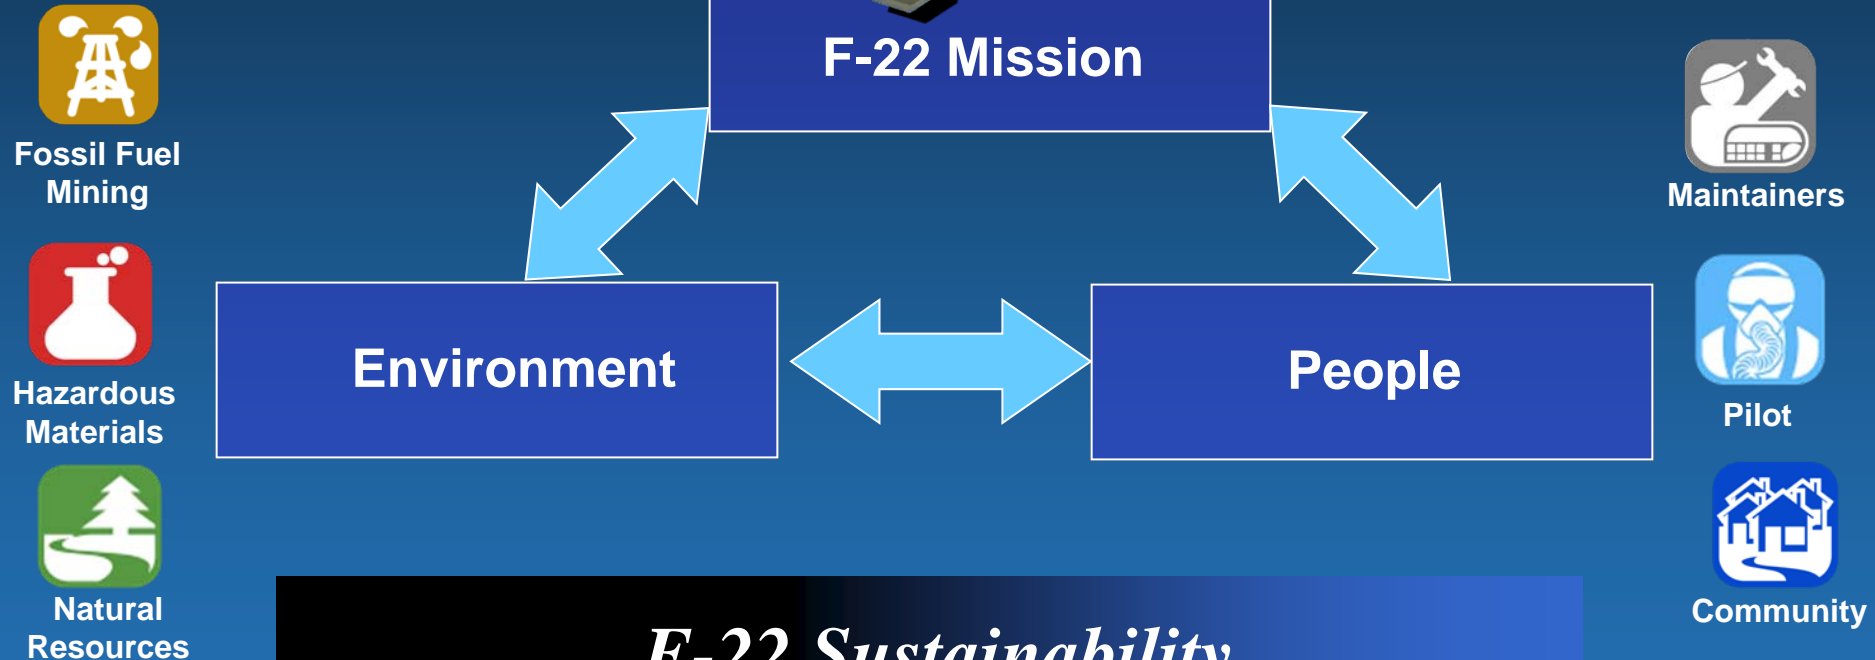 F-22 Mission
Fossil Fuel
Mining
Maintainers
Hazardous
Materials
Environment
People
Pilot
Natural
Resources
Community
F-22 Sustainability